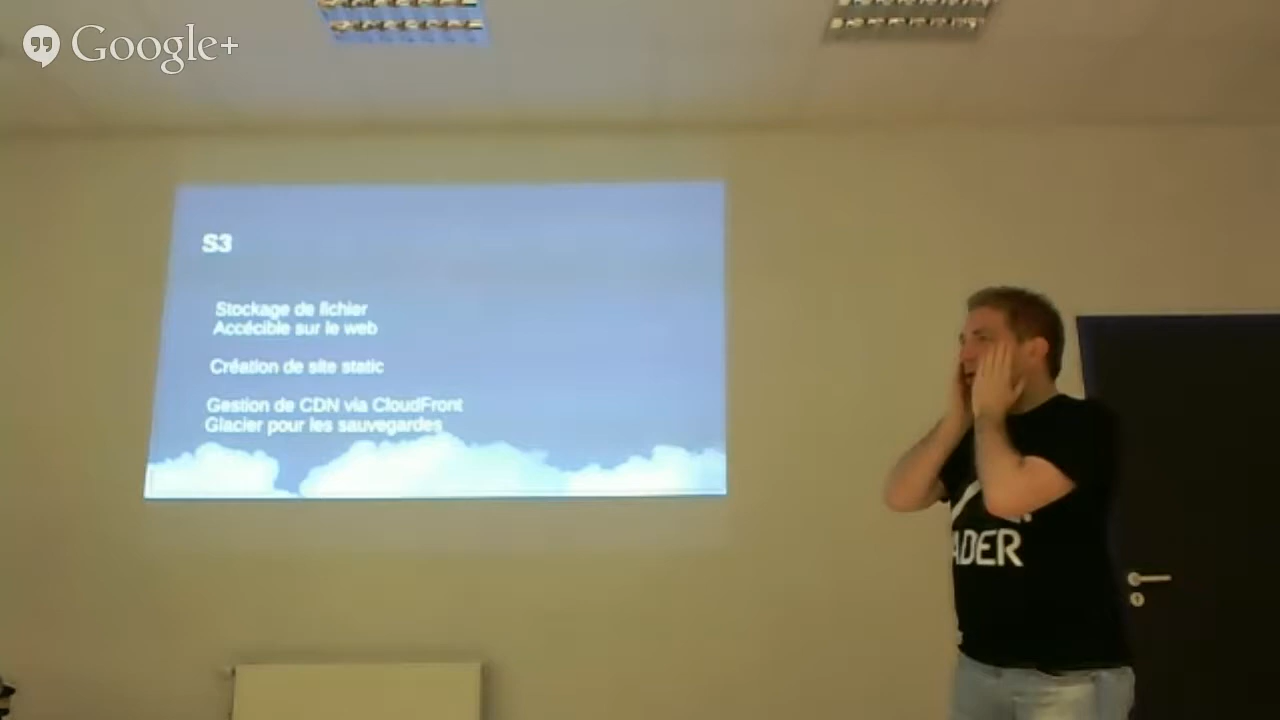 Google+
S3
Stockage de fichier
Accécible sur le web
Création de site static
Gestion de CDN via CloudFront
Glacier pour les sauvegardes
ADER